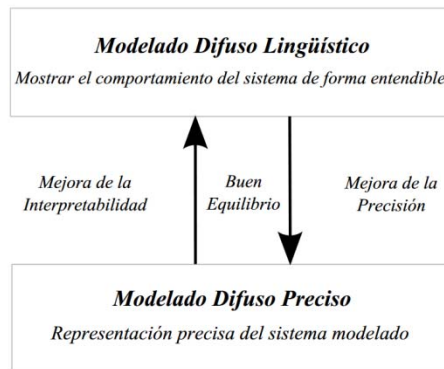 Modelado Difuso Lingüístico
Mostrar el comportamiento del sistema de forma entendible
Mejora de la
Interpretabilidad
Buen
Equilibrio
Mejora de la
Precisión
Modelado Difuso Preciso
Representación precisa del sistema modelado